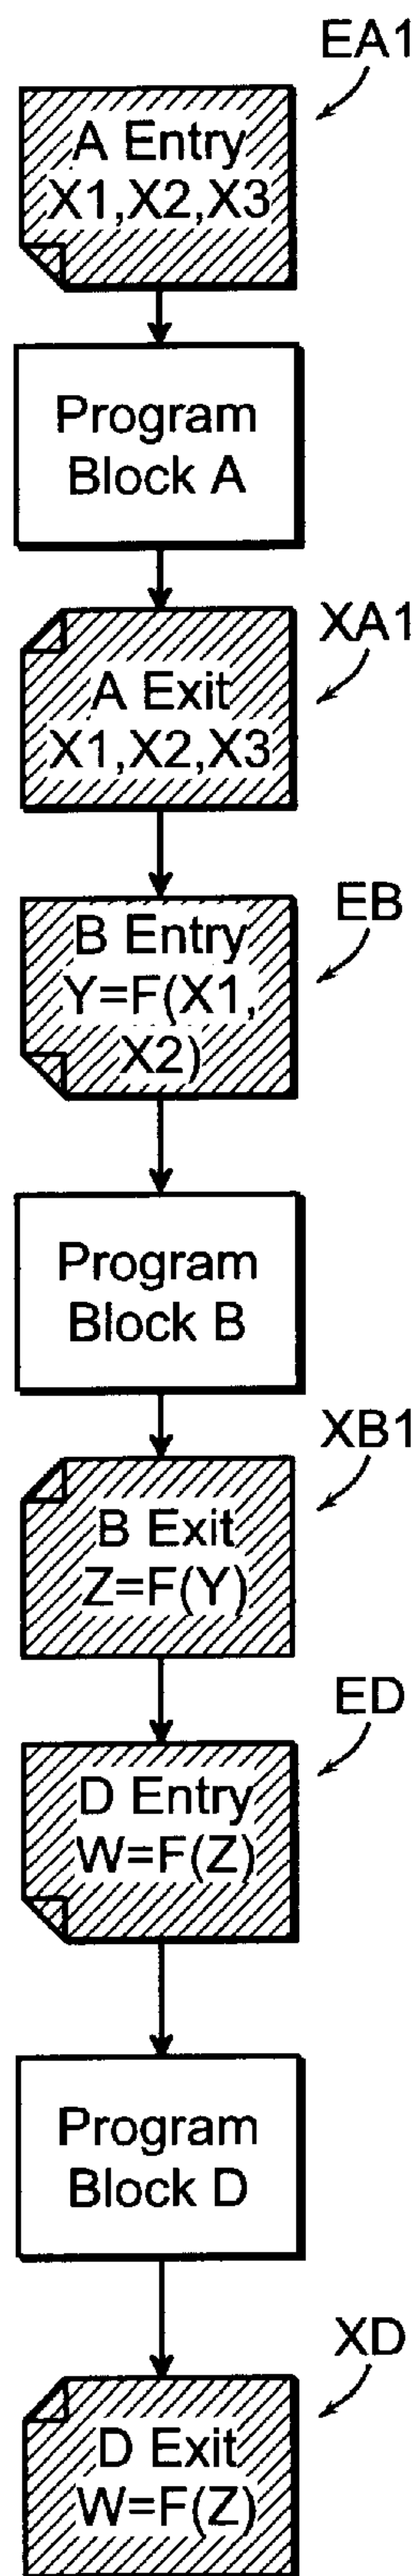 EA1
A Entry
X1,X2,X3
Program
Block A
XA1
A Exit
X1,X2,X3
EB
B Entry
Y=F(X1,
X2)
Program
Block B
XB1
B Exit
Z=F(Y)
ED
D Entry
W=F(Z)
Program
Block D
XD
D Exit
W=F(Z)